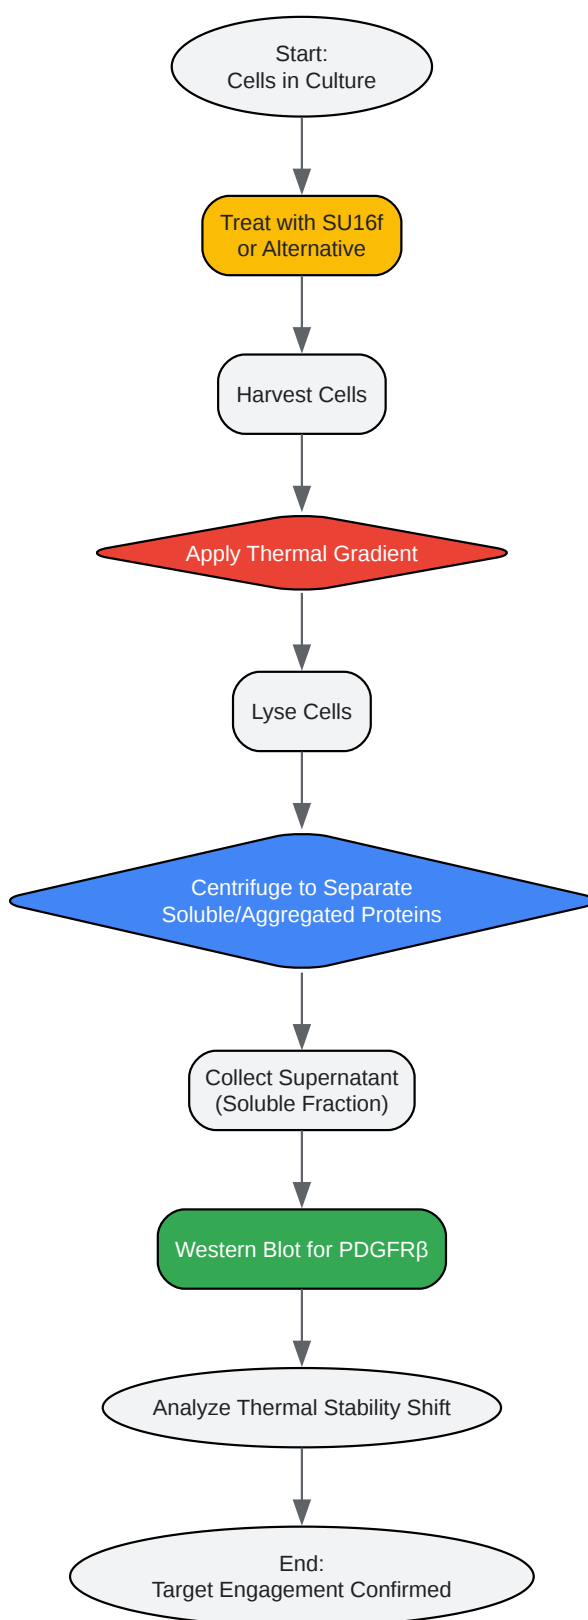 Start:
Cells in Culture
Treat with SU16f
or Alternative
Harvest Cells
Apply Thermal Gradient
Lyse Cells
Centrifuge to Separate
Soluble/Aggregated Proteins
Collect Supernatant
(Soluble Fraction)
Western Blot for PDGFRβ
Analyze Thermal Stability Shift
End:
Target Engagement Confirmed